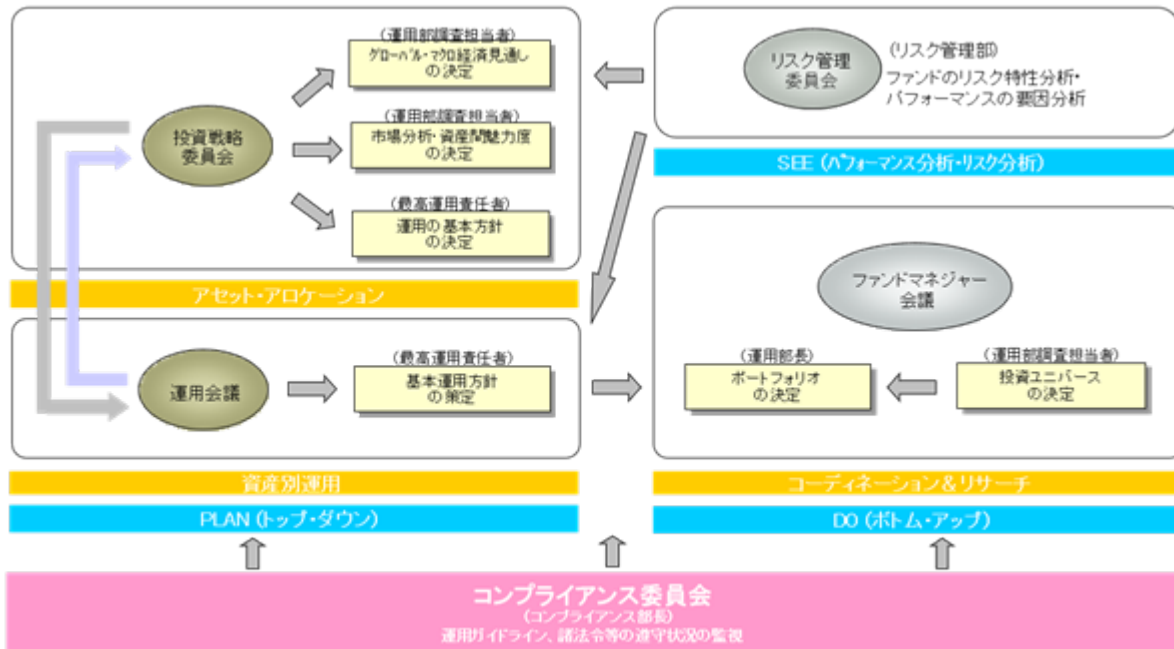 (運用部調査担当者)
グローバル・マクロ経済見通し
の決定
投資戦略
委員会
(運用部調査担当者)
市場分析・資産間魅力度
の決定
(最高運用責任者)
運用の基本方針
の決定
アセット・アロケーション
運用会議
(最高運用責任者)
基本運用方針
の策定
資産別運用
PLAN (トップ・ダウン)
リスク管理
委員会
(リスク管理部)
ファンドのリスク特性分析・
パフォーマンスの要因分析
SEE (パフォーマンス分析・リスク分析)
ファンドマネジャー
会議
(運用部長)
ポートフォリオ
の決定
(運用部調査担当者)
投資ユニバース
の決定
コーディネーション&リサーチ
DO (ボトム・アップ)
コンプライアンス委員会
(コンプライアンス部長)
運用ガイドライン、諸法令等の遵守状況の監視